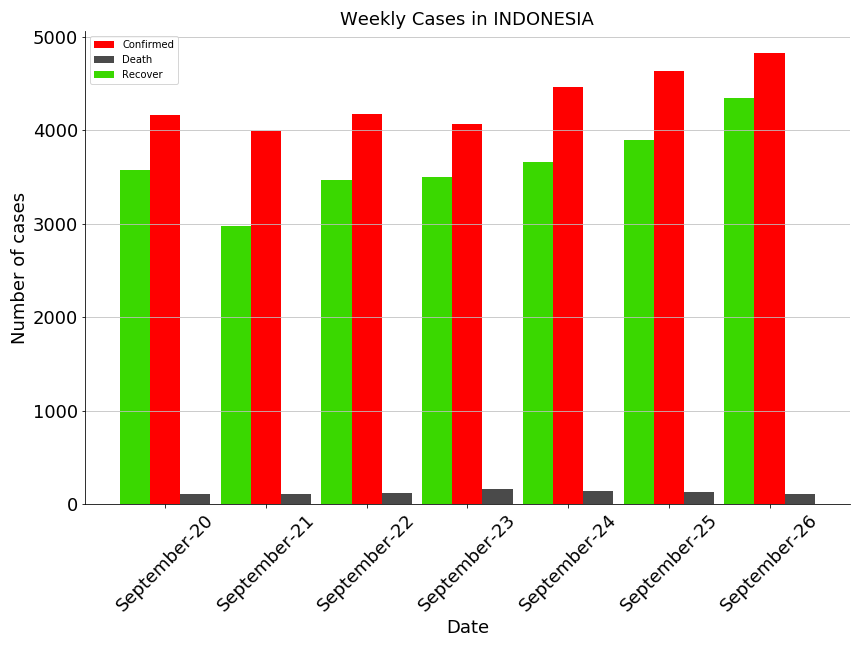 Weekly Cases in INDONESIA
Confirmed
Death
Recover
Number of cases
5000
4000
3000
2000
1000
0
September-20
September-21
September-22
September-23
September-24
September-25
September-26
Date